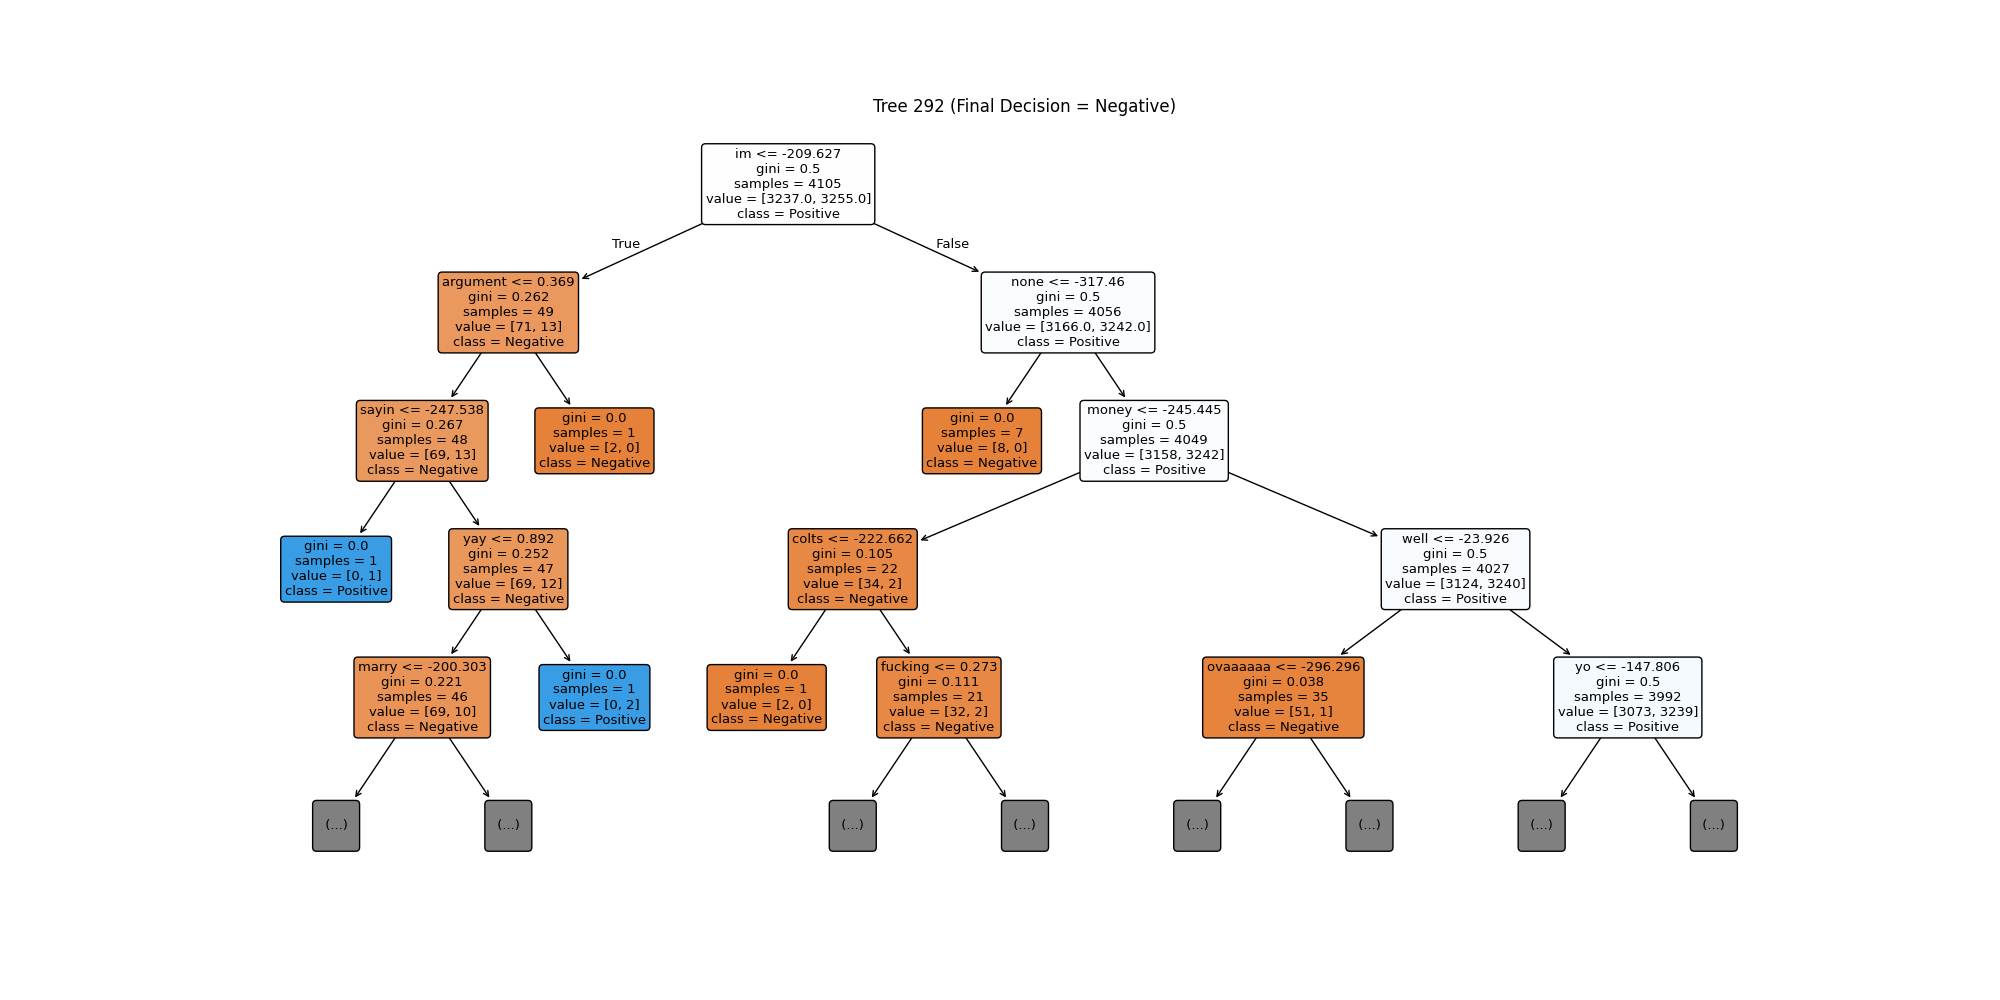 Tree 292 (Final Decision = Negative)
im <= -209.627
gini = 0.5
samples = 4105
value = [3237.0, 3255.0]
class = Positive
True
False
argument <= 0.369
gini = 0.262
samples = 49
value = [71, 13]
class = Negative
none <= -317.46
gini = 0.5
samples = 4056
value = [3166.0, 3242.0]
class = Positive
sayin <= -247.538
gini = 0.267
samples = 48
value = [69, 13]
class = Negative
gini = 0.0
samples = 1
value = [2, 0]
class = Negative
gini = 0.0
samples = 7
value = [8, 0]
class = Negative
money <= -245.445
gini = 0.5
samples = 4049
value = [3158, 3242]
class = Positive
gini = 0.0
samples = 1
value = [0, 1]
class = Positive
yay <= 0.892
gini = 0.252
samples = 47
value = [69, 12]
class = Negative
colts <= -222.662
gini = 0.105
samples = 22
value = [34, 2]
class = Negative
well <= -23.926
gini = 0.5
samples = 4027
value = [3124, 3240]
class = Positive
marry <= -200.303
gini = 0.221
samples = 46
value = [69, 10]
class = Negative
gini = 0.0
samples = 1
value = [0, 2]
class = Positive
gini = 0.0
samples = 1
value = [2, 0]
class = Negative
fucking <= 0.273
gini = 0.111
samples = 21
value = [32, 2]
class = Negative
ovaaaaaa <= -296.296
gini = 0.038
samples = 35
value = [51, 1]
class = Negative
yo <= -147.806
gini = 0.5
samples = 3992
value = [3073, 3239]
class = Positive
(...)
(...)
(...)
(...)
(...)
(...)
(...)
(...)